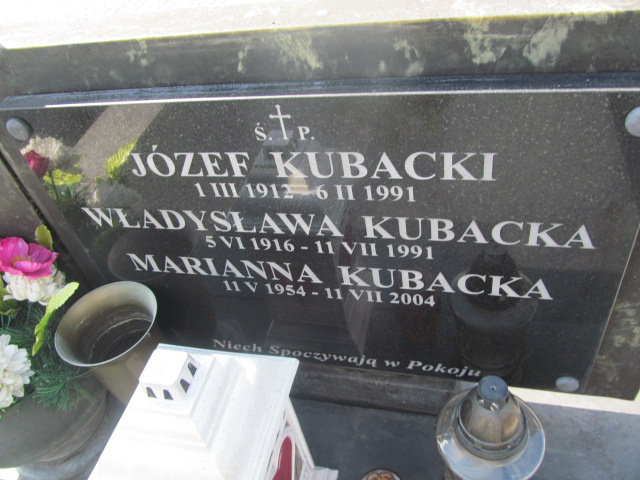 Ś. P.
JÓZEF KUBACKI
1 III 1912 - 6 II 1991
WŁADYSŁAWA KUBACKA
5 VI 1916 - 11 VII 1991
MARIANNA KUBACKA
11 V 1954 - 11 VII 2004
Niech Spoczywają w Pokoju